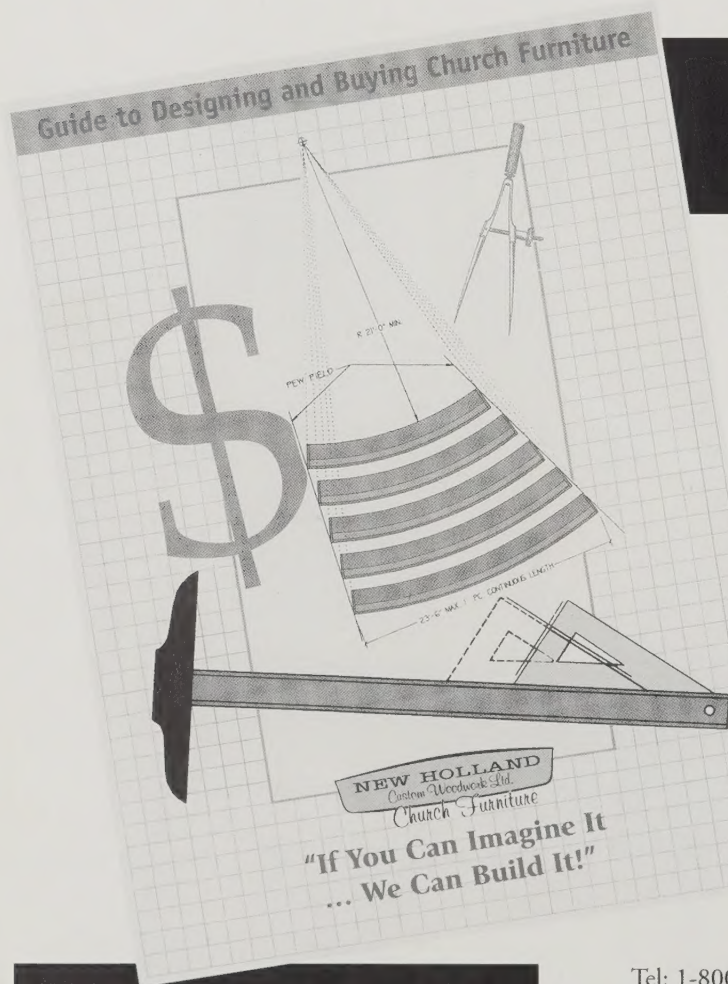 Guide to Designing and Buying Church Furniture
$
R 21'-0" MIN.
PEW FIELD
23'-6" MAX. 1 PC CONTINUOUS LENGTH
NEW HOLLAND
Custom Woodwork Ltd.
Church Furniture
"If You Can Imagine It
... We Can Build It!"
Tel: 1-800